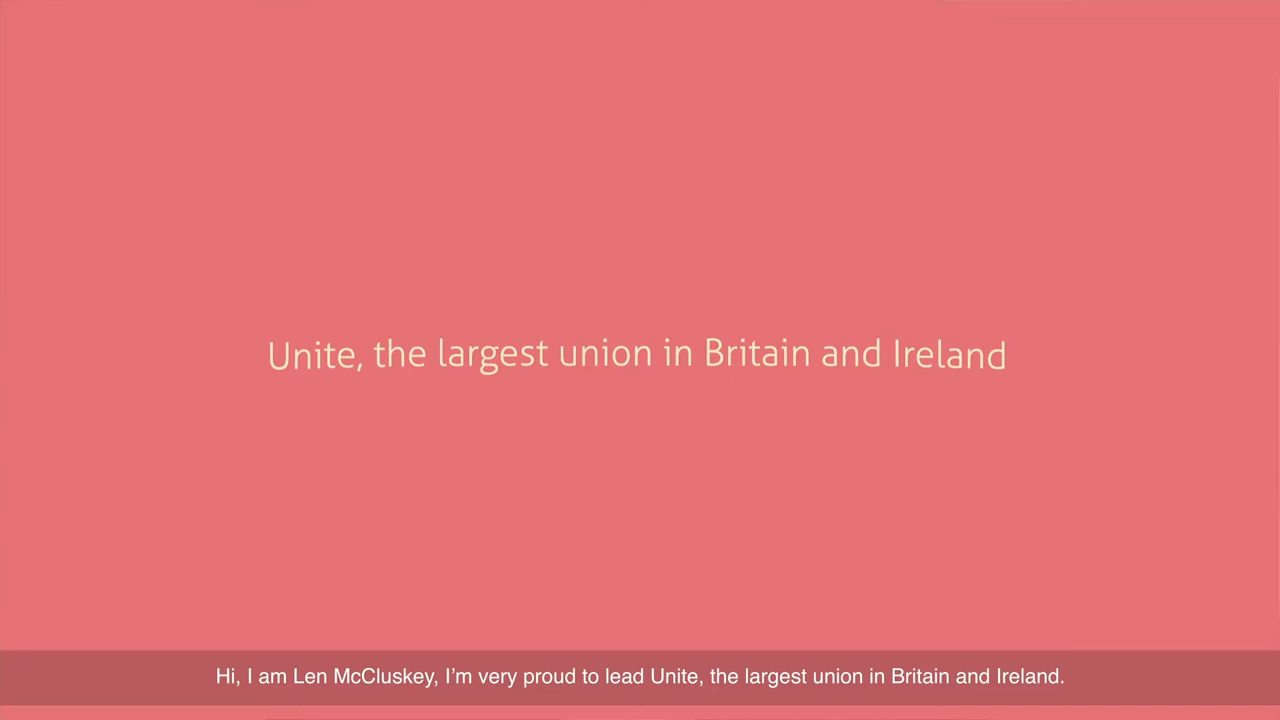 Unite, the largest union in Britain and Ireland
Hi, I am Len McCluskey, I’m very proud to lead Unite, the largest union in Britain and Ireland.